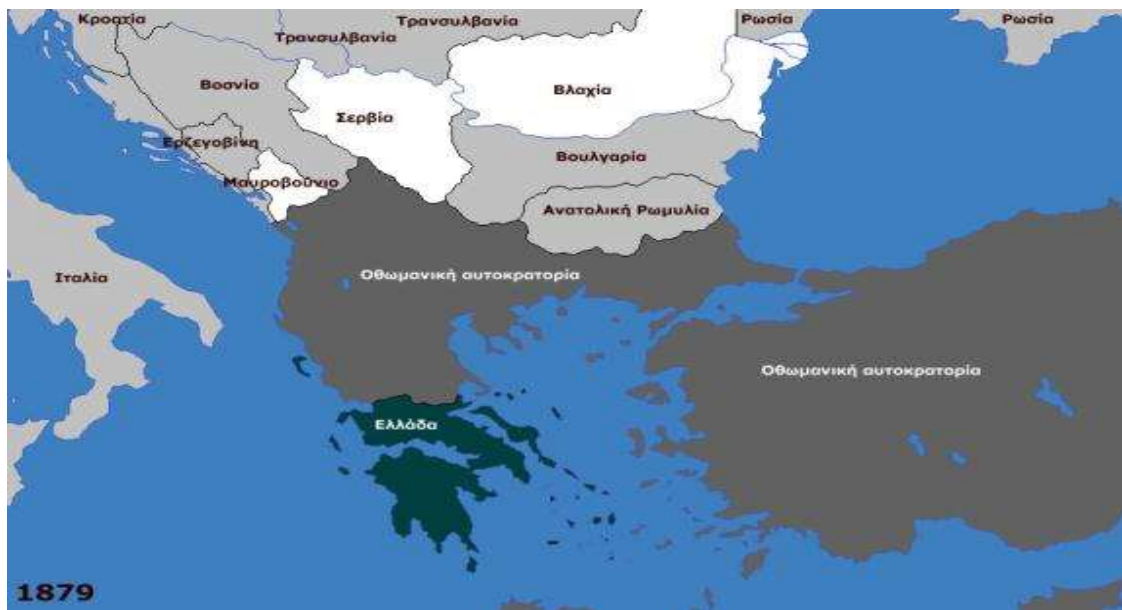 Κροατία
Τρανσυλβανία
Τρανσυλβανία
Ρωσία
Ρωσία
Βοσνία
Βλαχία
Σερβία
Ερζεγοβίνη
Βουλγαρία
Μαυροβούνιο
Ανατολική Ρωμυλία
Ιταλία
Οθωμανική αυτοκρατορία
Οθωμανική αυτοκρατορία
Ελλάδα
1879